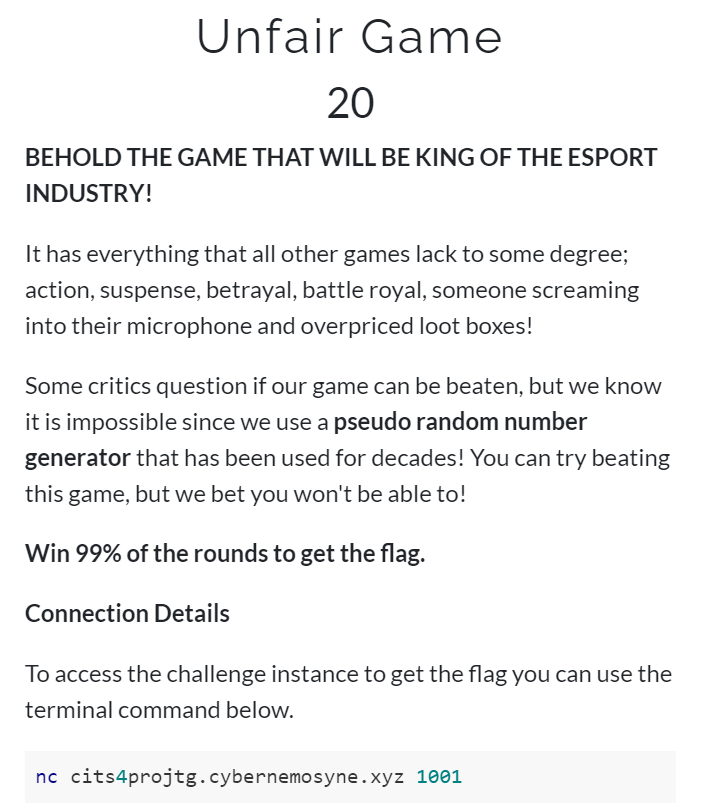 Unfair Game
20
BEHOLD THE GAME THAT WILL BE KING OF THE ESPORT
INDUSTRY!
It has everything that all other games lack to some degree;
action, suspense, betrayal, battle royal, someone screaming
into their microphone and overpriced loot boxes!
Some critics question if our game can be beaten, but we know
it is impossible since we use a pseudo random number
generator that has been used for decades! You can try beating
this game, but we bet you won't be able to!
Win 99% of the rounds to get the flag.
Connection Details
To access the challenge instance to get the flag you can use the
terminal command below.
nc cits4projtg.cybernemosyne.xyz 1001